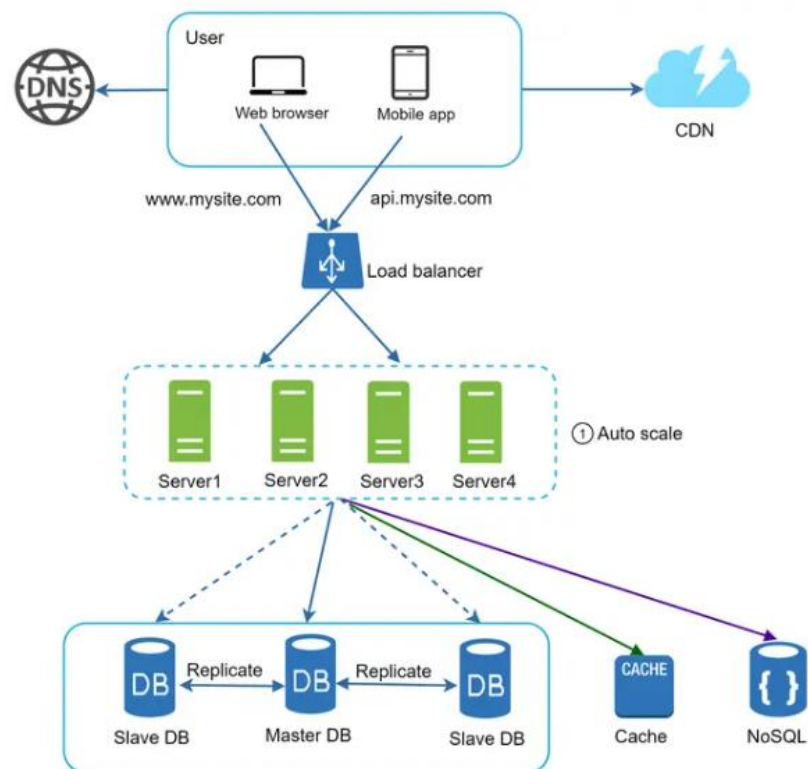 User
DNS
Web browser
Mobile app
CDN
www.mysite.com
api.mysite.com
Load balancer
① Auto scale
Server1
Server2
Server3
Server4
DB
Replicate
DB
Replicate
DB
CACHE
{ }
Slave DB
Master DB
Slave DB
Cache
NoSQL